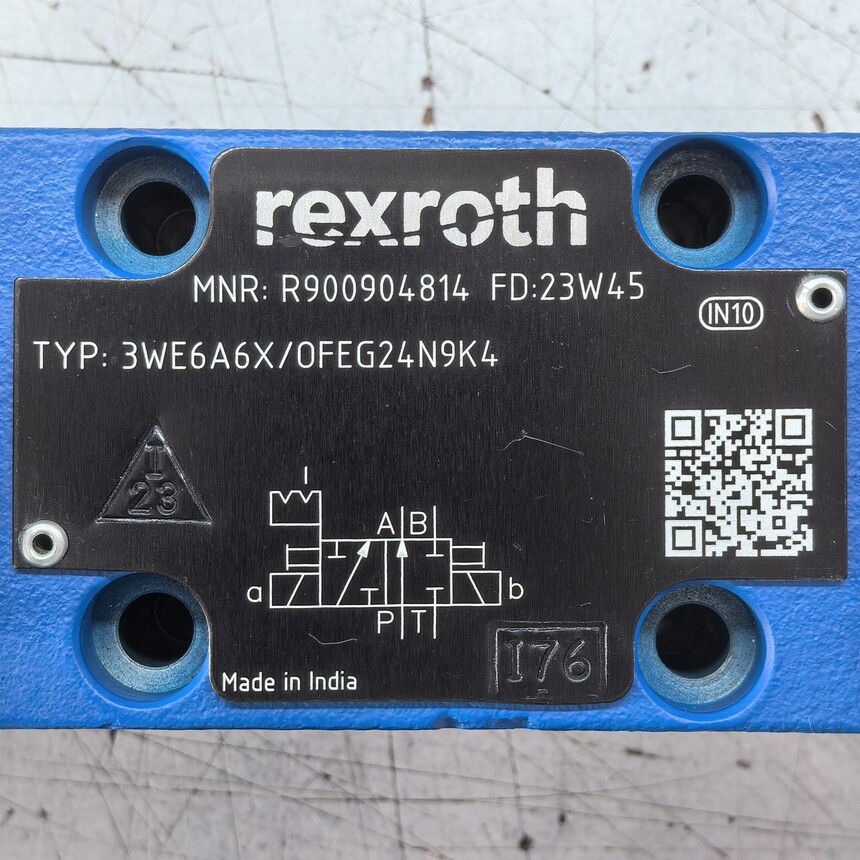 rexroth
MNR: R900904814 FD:23W45
IN10
TYP: 3WE6A6X/OFEG24N9K4
I
23
A B
a b
P T
I76
Made in India